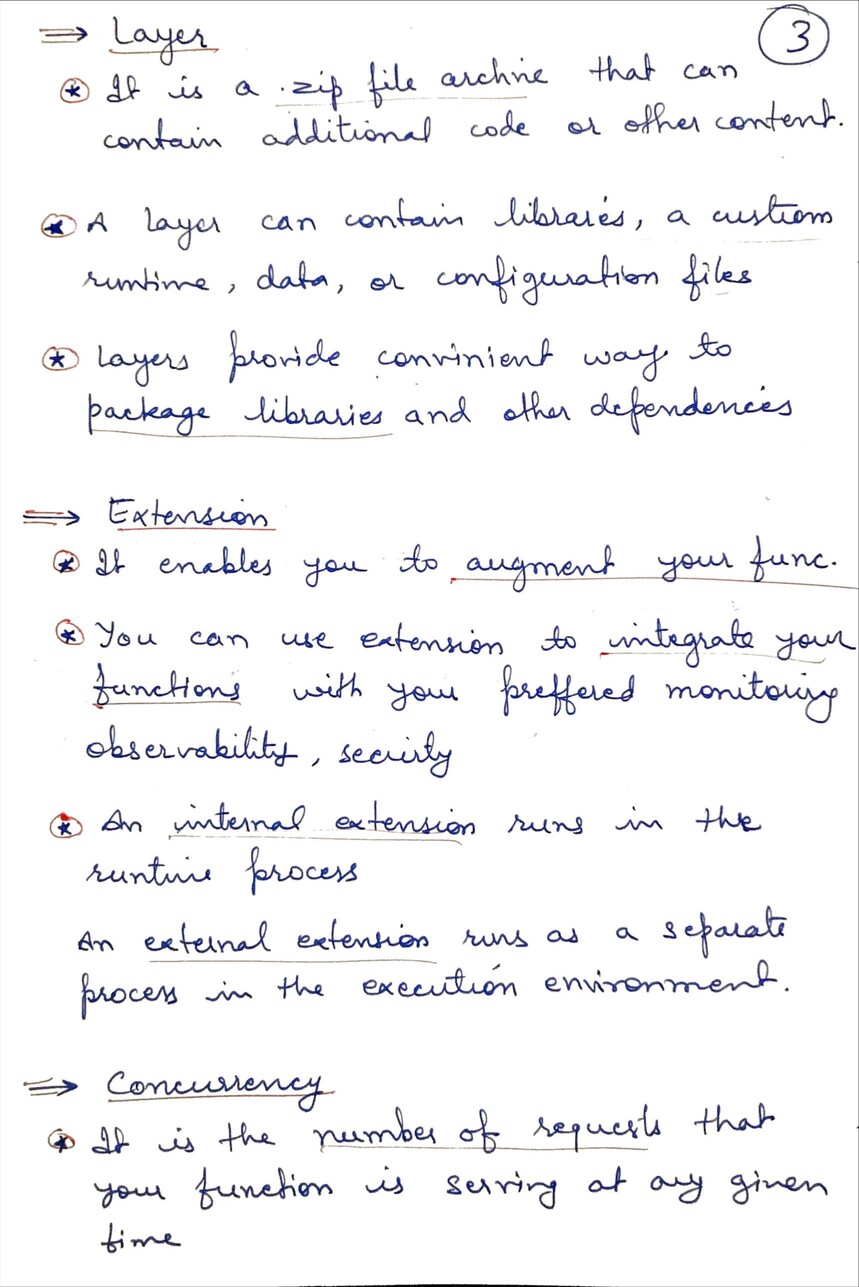 ⇒ Layer
3
⊛ It is a .zip file archive that can
contain additional code or other content.
⊛ A layer can contain libraries, a custiom
runtime, data, or configuration files
⊛ Layers provide convinient way to
package libraries and other dependences
⇒ Extension
⊛ It enables you to augment your func.
⊛ You can use extension to integrate your
functions with your preffered monitoring
observability, security
⊛ An internal extension runs in the
runtime process
An external extension runs as a separate
process in the execution environment.
⇒ Concurrency
⊛ It is the number of requests that
your function is serving at any given
time